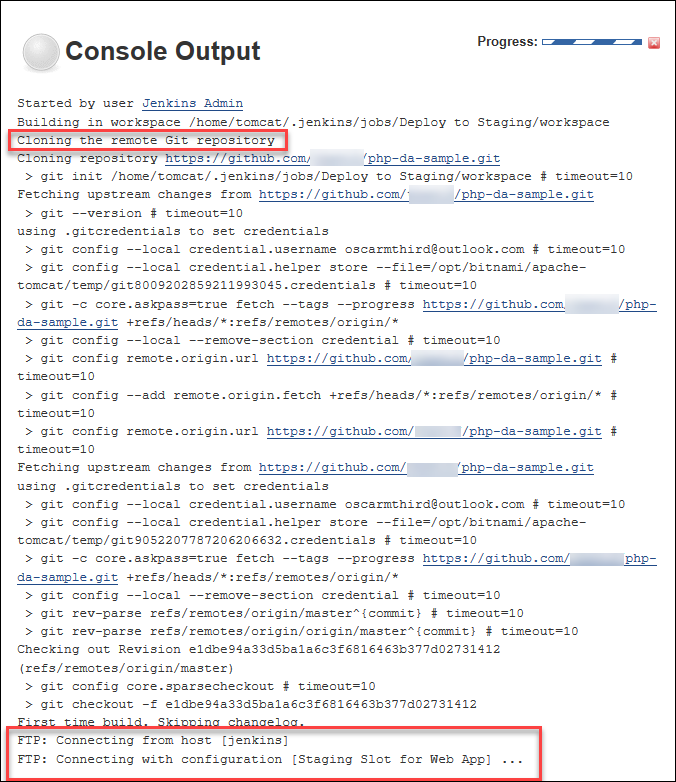 Console Output
Progress:
Started by user Jenkins Admin
Building in workspace /home/tomcat/.jenkins/jobs/Deploy to Staging/workspace
Cloning the remote Git repository
Cloning repository https://github.com/ /php-da-sample.git
> git init /home/tomcat/.jenkins/jobs/Deploy to Staging/workspace # timeout=10
Fetching upstream changes from https://github.com/ /php-da-sample.git
> git --version # timeout=10
using .gitcredentials to set credentials
> git config --local credential.username oscarmthird@outlook.com # timeout=10
> git config --local credential.helper store --file=/opt/bitnami/apache-
tomcat/temp/git8009202859211993045.credentials # timeout=10
> git -c core.askpass=true fetch --tags --progress https://github.com/ /php-
da-sample.git +refs/heads/*:refs/remotes/origin/*
> git config --local --remove-section credential # timeout=10
> git config remote.origin.url https://github.com/ /php-da-sample.git #
timeout=10
> git config --add remote.origin.fetch +refs/heads/*:refs/remotes/origin/* #
timeout=10
> git config remote.origin.url https://github.com/ /php-da-sample.git #
timeout=10
Fetching upstream changes from https://github.com/ /php-da-sample.git
using .gitcredentials to set credentials
> git config --local credential.username oscarmthird@outlook.com # timeout=10
> git config --local credential.helper store --file=/opt/bitnami/apache-
tomcat/temp/git9052207787206206632.credentials # timeout=10
> git -c core.askpass=true fetch --tags --progress https://github.com/ php-
da-sample.git +refs/heads/*:refs/remotes/origin/*
> git config --local --remove-section credential # timeout=10
> git rev-parse refs/remotes/origin/master^{commit} # timeout=10
> git rev-parse refs/remotes/origin/origin/master^{commit} # timeout=10
Checking out Revision e1dbe94a33d5ba1a6c3f6816463b377d02731412
(refs/remotes/origin/master)
> git config core.sparsecheckout # timeout=10
> git checkout -f e1dbe94a33d5ba1a6c3f6816463b377d02731412
First time build. Skipping changelog.
FTP: Connecting from host [jenkins]
FTP: Connecting with configuration [Staging Slot for Web App] ...